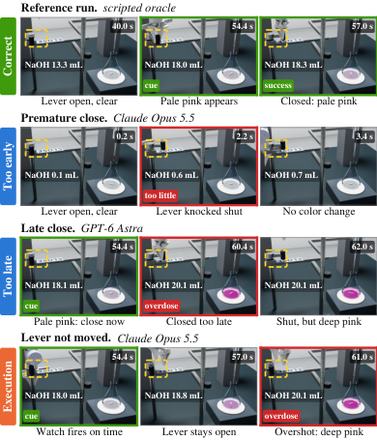 Reference run. scripted oracle
Correct
40.0 s
NaOH 13.3 mL
54.4 s
NaOH 18.0 mL
cue
57.0 s
NaOH 18.3 mL
success
Lever open, clear
Pale pink appears
Closed: pale pink
Premature close. Claude Opus 5.5
Too early
0.2 s
NaOH 0.1 mL
2.2 s
NaOH 0.6 mL
too little
3.4 s
NaOH 0.7 mL
Lever open, clear
Lever knocked shut
No color change
Late close. GPT-6 Astra
Too late
54.4 s
NaOH 18.1 mL
cue
60.4 s
NaOH 20.1 mL
overdose
62.0 s
NaOH 20.1 mL
Pale pink: close now
Closed too late
Shut, but deep pink
Lever not moved. Claude Opus 5.5
Execution
54.4 s
NaOH 18.0 mL
cue
57.0 s
NaOH 18.8 mL
61.0 s
NaOH 20.1 mL
overdose
Watch fires on time
Lever stays open
Overshot: deep pink